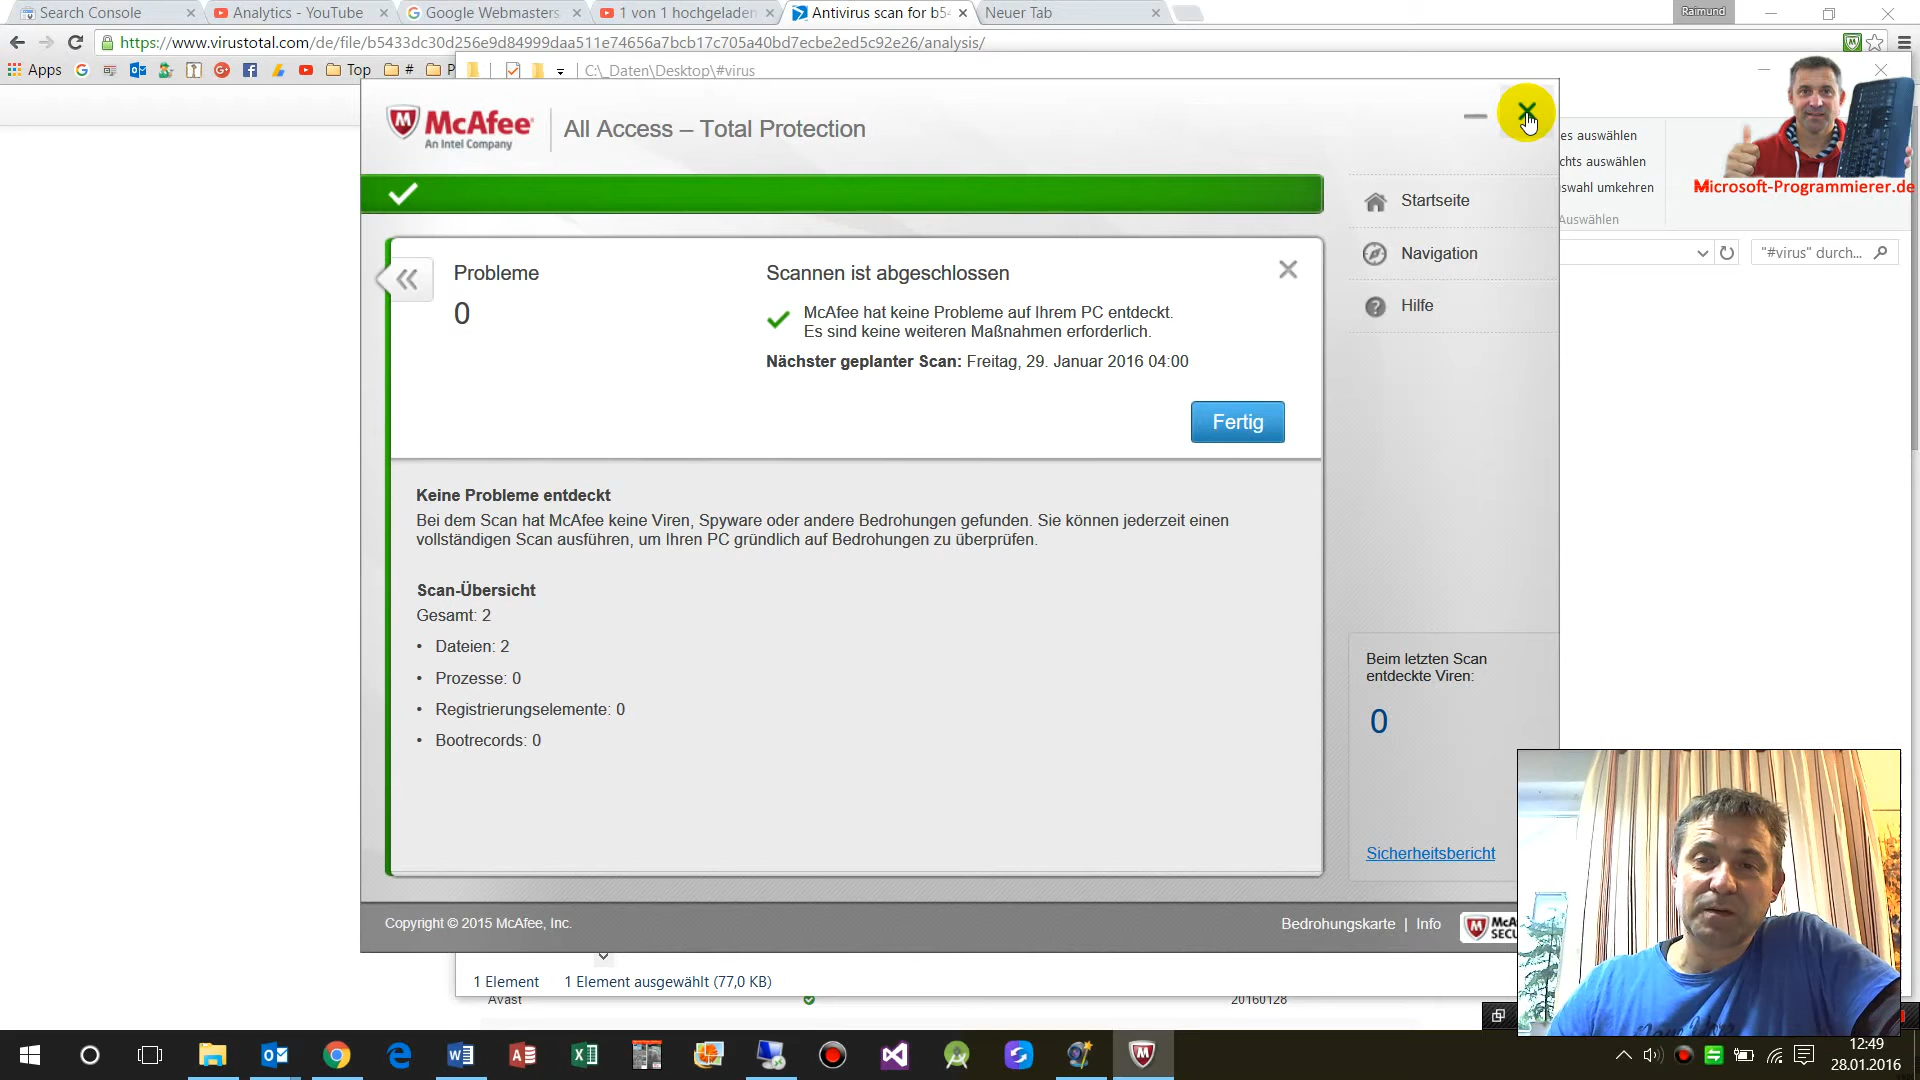 Search Console
Analytics - YouTube
Google Webmasters
1 von 1 hochgeladen
Antivirus scan for b54
Neuer Tab
Raimund
https://www.virustotal.com/de/file/b5433dc30d256e9d84999daa511e74656a7bcb17c705a40bd7ecbe2ed5c92e26/analysis/
Apps
Top
#
P
C:\_Daten\Desktop\#virus
McAfee
An Intel Company
All Access – Total Protection
es auswählen
chts auswählen
swahl umkehren
Auswählen
Microsoft-Programmierer.de
"#virus" durch...
Startseite
Navigation
Hilfe
Probleme
0
Scannen ist abgeschlossen
McAfee hat keine Probleme auf Ihrem PC entdeckt.
Es sind keine weiteren Maßnahmen erforderlich.
Nächster geplanter Scan: Freitag, 29. Januar 2016 04:00
Fertig
Keine Probleme entdeckt
Bei dem Scan hat McAfee keine Viren, Spyware oder andere Bedrohungen gefunden. Sie können jederzeit einen
vollständigen Scan ausführen, um Ihren PC gründlich auf Bedrohungen zu überprüfen.
Scan-Übersicht
Gesamt: 2
• Dateien: 2
• Prozesse: 0
• Registrierungselemente: 0
• Bootrecords: 0
Beim letzten Scan
entdeckte Viren:
0
Sicherheitsbericht
Copyright © 2015 McAfee, Inc.
Bedrohungskarte | Info
McA
SECU
1 Element 1 Element ausgewählt (77,0 KB)
Avast 20160128
12:49
28.01.2016